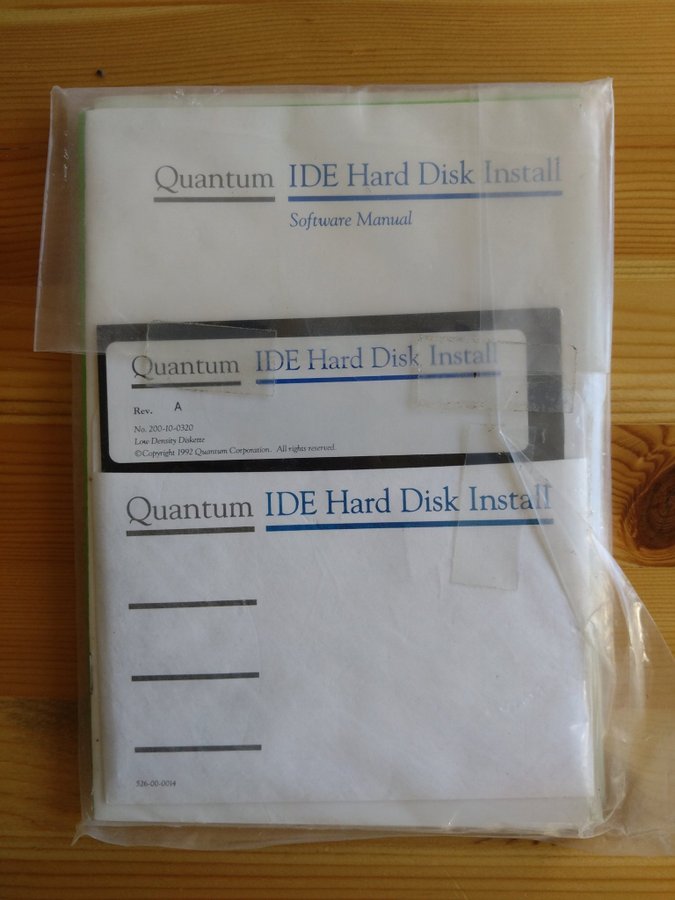 Quantum IDE Hard Disk Install
Software Manual
Quantum IDE Hard Disk Install
Rev. A
No. 200-10-0320
Low Density Diskette
©Copyright 1992 Quantum Corporation. All rights reserved.
Quantum IDE Hard Disk Install
526-00-0014